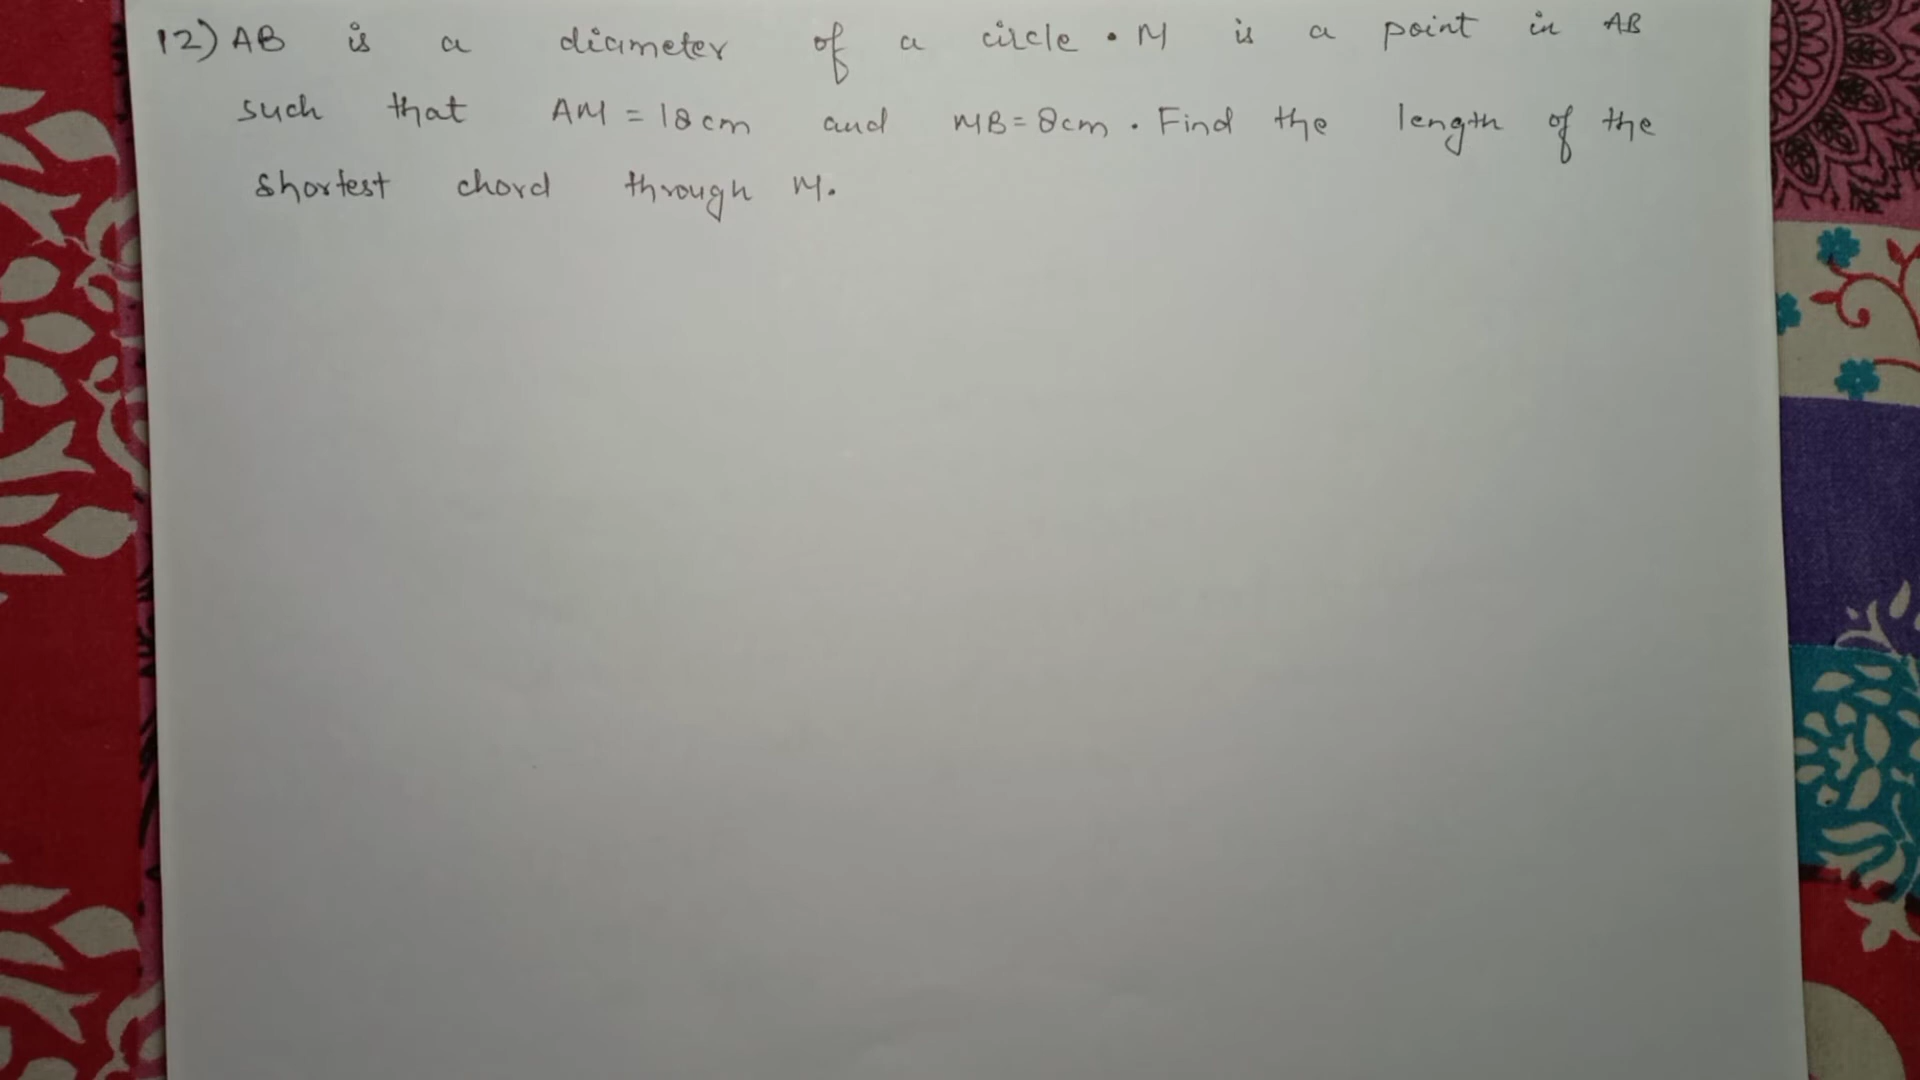 12) AB is a diameter of a circle . M is a point in AB
such that AM = 18 cm and MB = 8cm . Find the length of the
shortest chord through M.